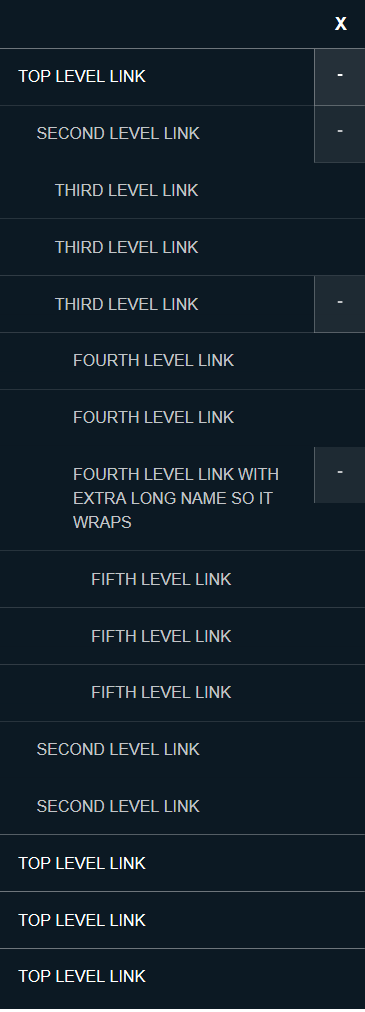 X
TOP LEVEL LINK
-
SECOND LEVEL LINK
-
THIRD LEVEL LINK
THIRD LEVEL LINK
THIRD LEVEL LINK
-
FOURTH LEVEL LINK
FOURTH LEVEL LINK
FOURTH LEVEL LINK WITH
-
EXTRA LONG NAME SO IT
WRAPS
FIFTH LEVEL LINK
FIFTH LEVEL LINK
FIFTH LEVEL LINK
SECOND LEVEL LINK
SECOND LEVEL LINK
TOP LEVEL LINK
TOP LEVEL LINK
TOP LEVEL LINK